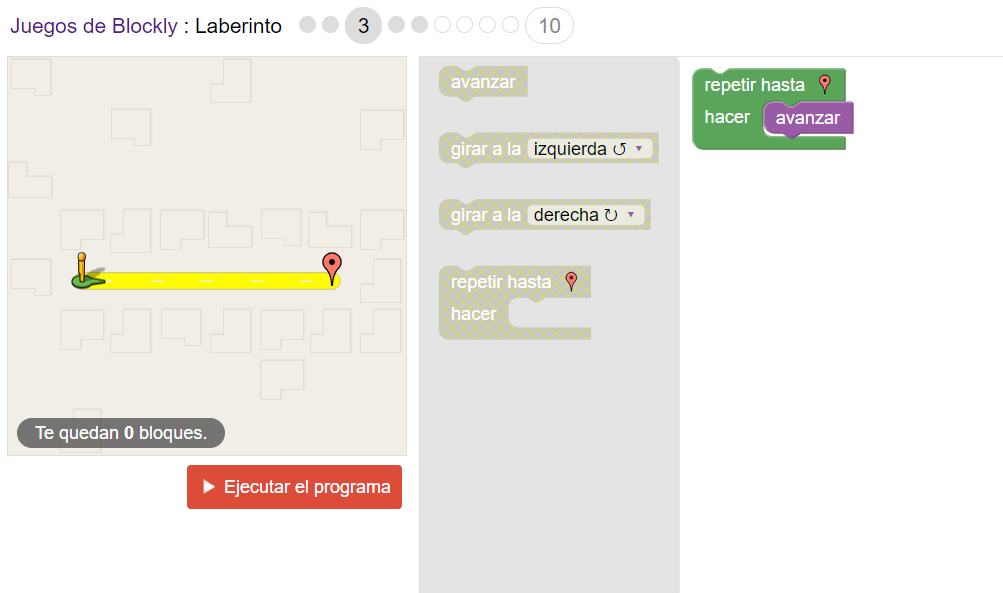 Juegos de Blockly : Laberinto 3 10
avanzar
girar a la izquierda ↺ ▾
girar a la derecha ↻ ▾
repetir hasta
hacer
repetir hasta
hacer avanzar
Te quedan 0 bloques.
Ejecutar el programa